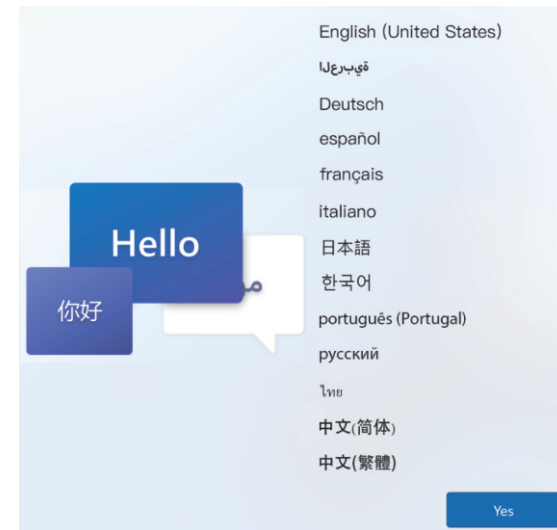 Hello
你好
English (United States)
ةيبرعلا
Deutsch
español
français
italiano
日本語
한국어
português (Portugal)
русский
ไทย
中文(简体)
中文(繁體)
Yes